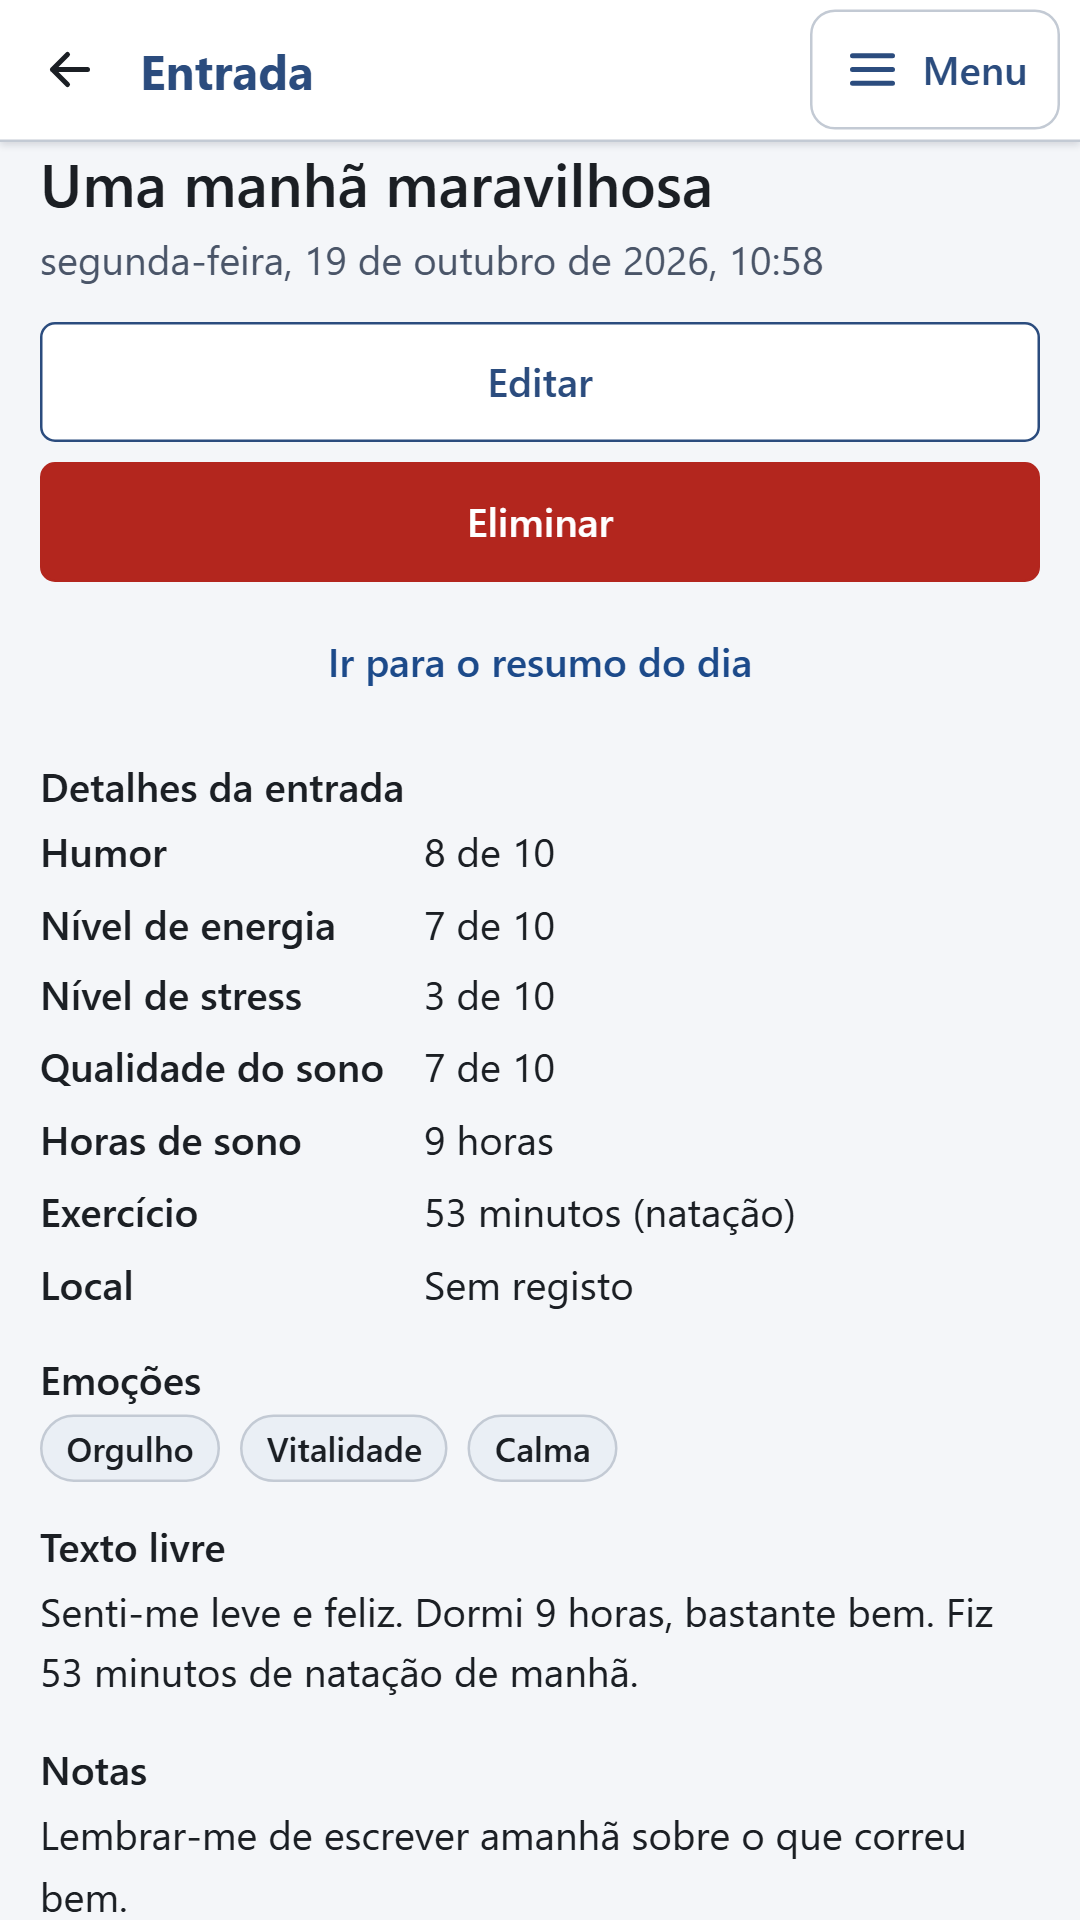 Entrada
Menu
Uma manhã maravilhosa
segunda-feira, 19 de outubro de 2026, 10:58
Editar
Eliminar
Ir para o resumo do dia
Detalhes da entrada
Humor 8 de 10
Nível de energia 7 de 10
Nível de stress 3 de 10
Qualidade do sono 7 de 10
Horas de sono 9 horas
Exercício 53 minutos (natação)
Local Sem registo
Emoções
Orgulho Vitalidade Calma
Texto livre
Senti-me leve e feliz. Dormi 9 horas, bastante bem. Fiz
53 minutos de natação de manhã.
Notas
Lembrar-me de escrever amanhã sobre o que correu
bem.